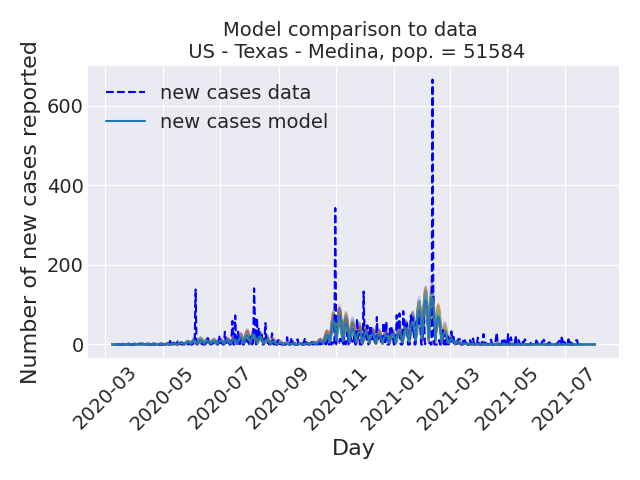 Model comparison to data
US - Texas - Medina, pop. = 51584
Number of new cases reported
600
400
200
0
new cases data
new cases model
2020-03
2020-05
2020-07
2020-09
2020-11
2021-01
2021-03
2021-05
2021-07
Day